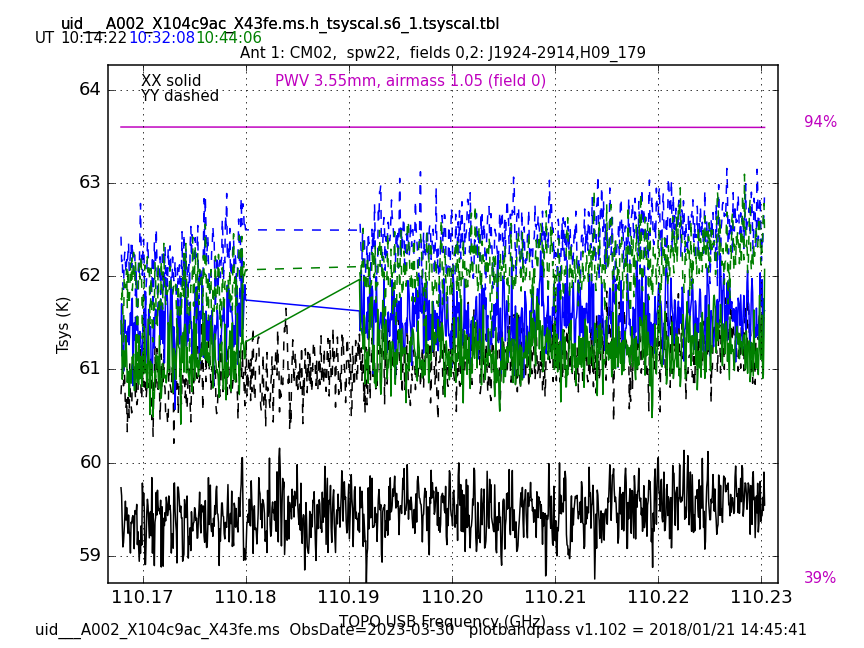 uid___A002_X104c9ac_X43fe.ms.h_tsyscal.s6_1.tsyscal.tbl
UT 10:14:22 10:32:08 10:44:06
Ant 1: CM02, spw22, fields 0,2: J1924-2914,H09_179
XX solid
YY dashed
PWV 3.55mm, airmass 1.05 (field 0)
94%
39%
Tsys (K)
64
63
62
61
60
59
110.17 110.18 110.19 110.20 110.21 110.22 110.23
TOPO USB Frequency (GHz)
uid___A002_X104c9ac_X43fe.ms ObsDate=2023-03-30 plotbandpass v1.102 = 2018/01/21 14:45:41